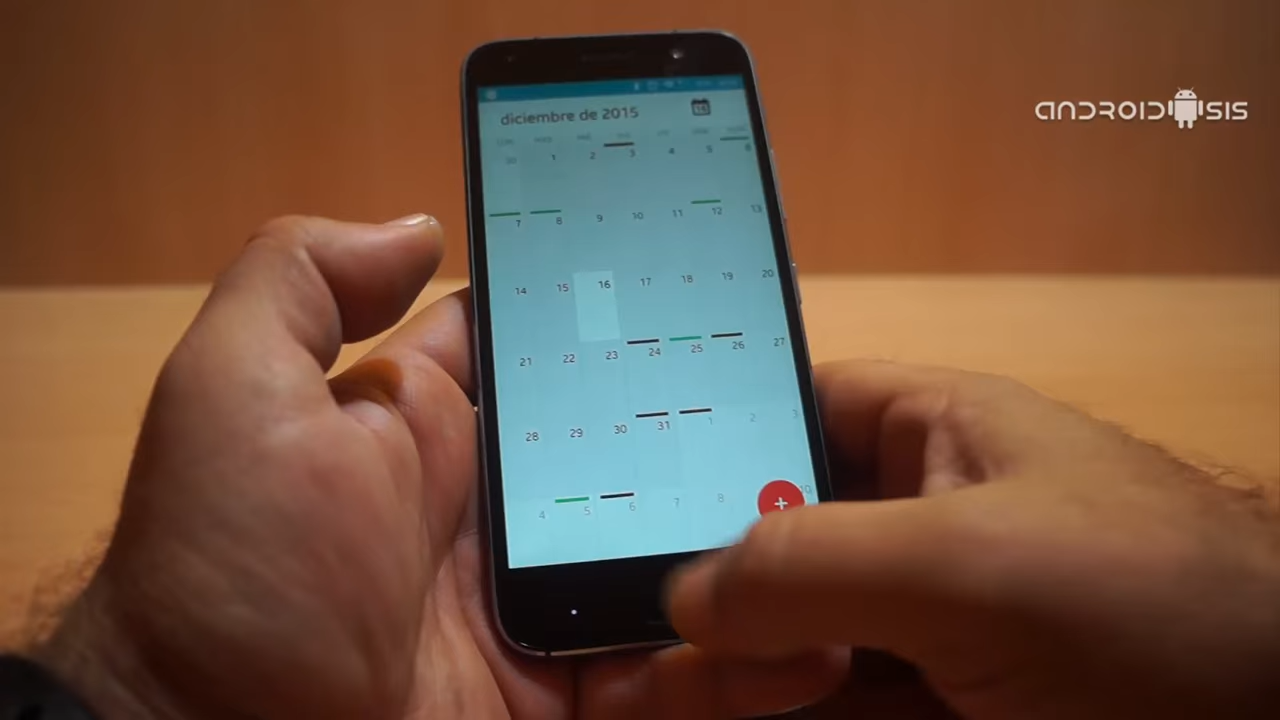 ANDROIDSIS
diciembre de 2015
16
30 1 2 3 4 5 6
7 8 9 10 11 12 13
14 15 16 17 18 19 20
21 22 23 24 25 26 27
28 29 30 31 1 2 3
4 5 6 7 8 10
+